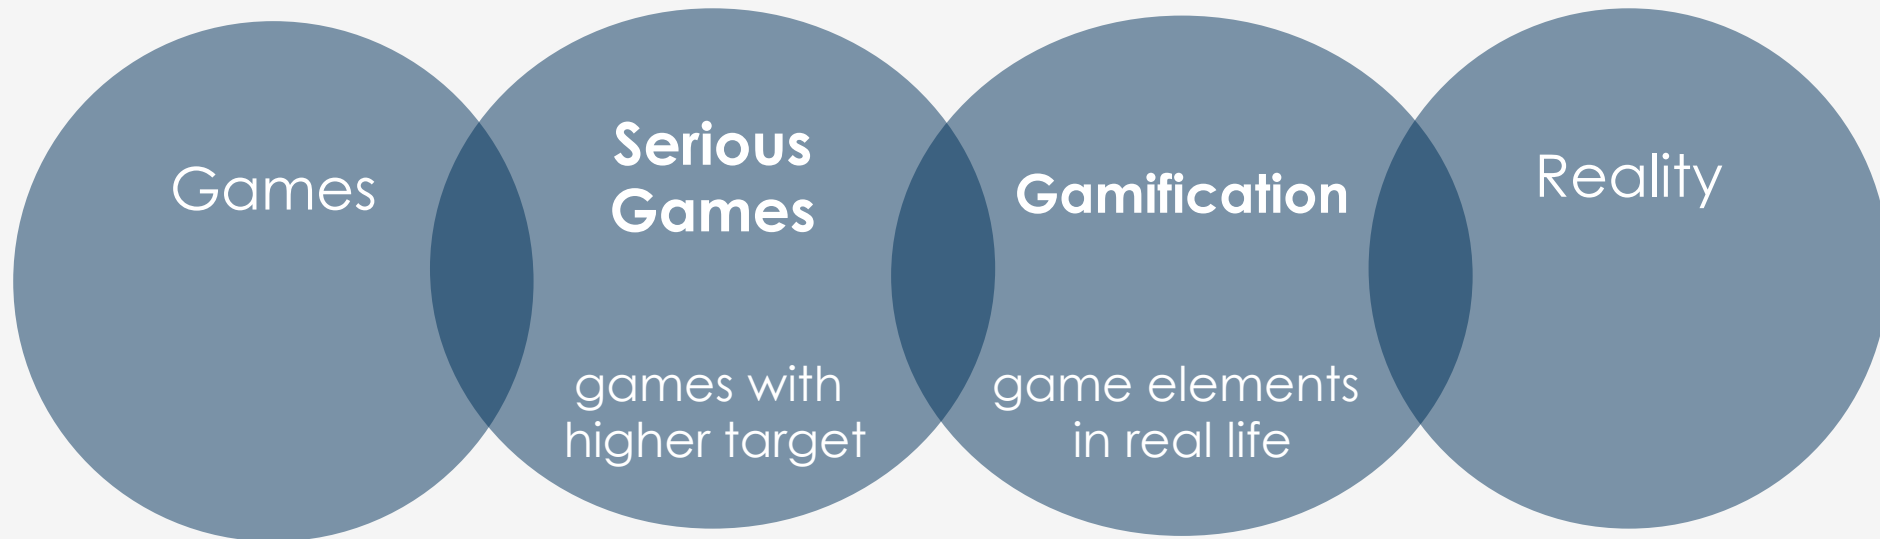 Games
Serious
Games
games with
higher target
Gamification
game elements
in real life
Reality